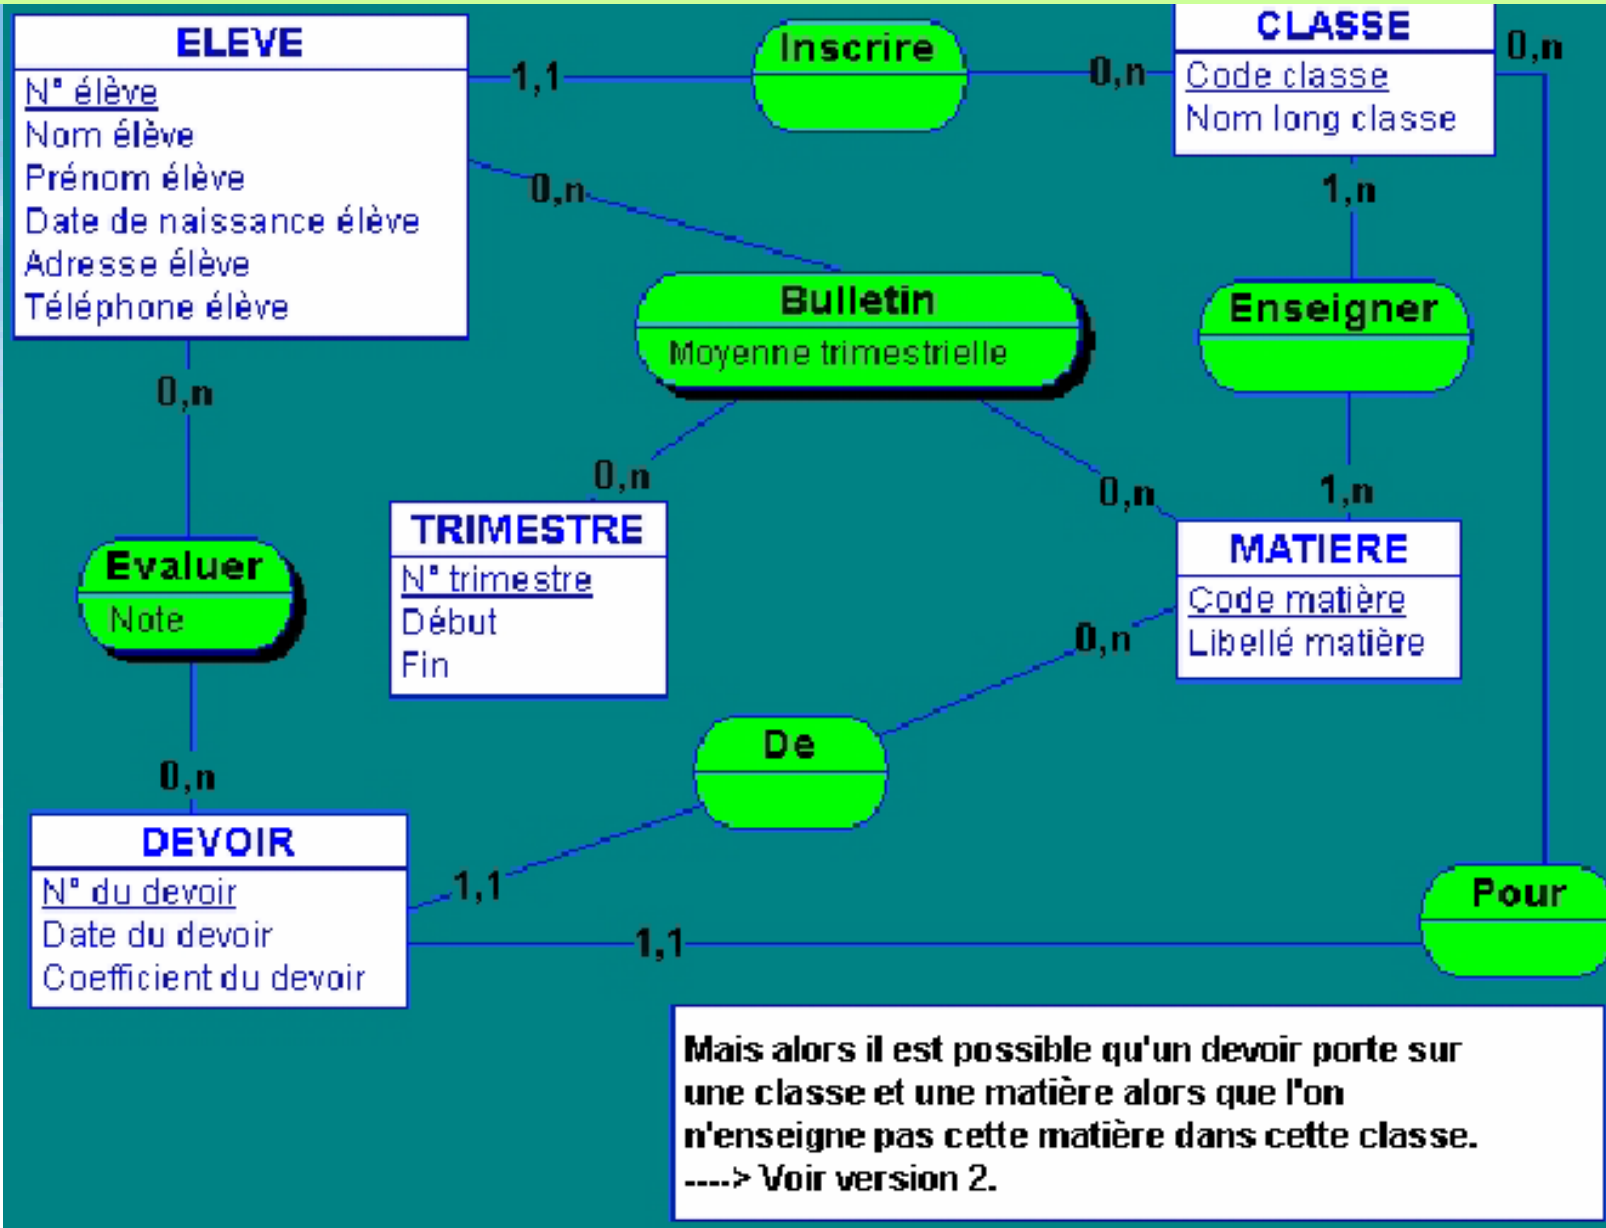 ELEVE
N° élève
Nom élève
Prénom élève
Date de naissance élève
Adresse élève
Téléphone élève
1,1
Inscrire
0,n
CLASSE
Code classe
Nom long classe
0,n
0,n
Bulletin
Moyenne trimestrielle
1,n
Enseigner
0,n
Evaluer
Note
0,n
TRIMESTRE
N° trimestre
Début
Fin
0,n
1,n
MATIERE
Code matière
Libellé matière
0,n
De
0,n
DEVOIR
N° du devoir
Date du devoir
Coefficient du devoir
1,1
1,1
Pour
Mais alors il est possible qu'un devoir porte sur
une classe et une matière alors que l'on
n'enseigne pas cette matière dans cette classe.
----> Voir version 2.